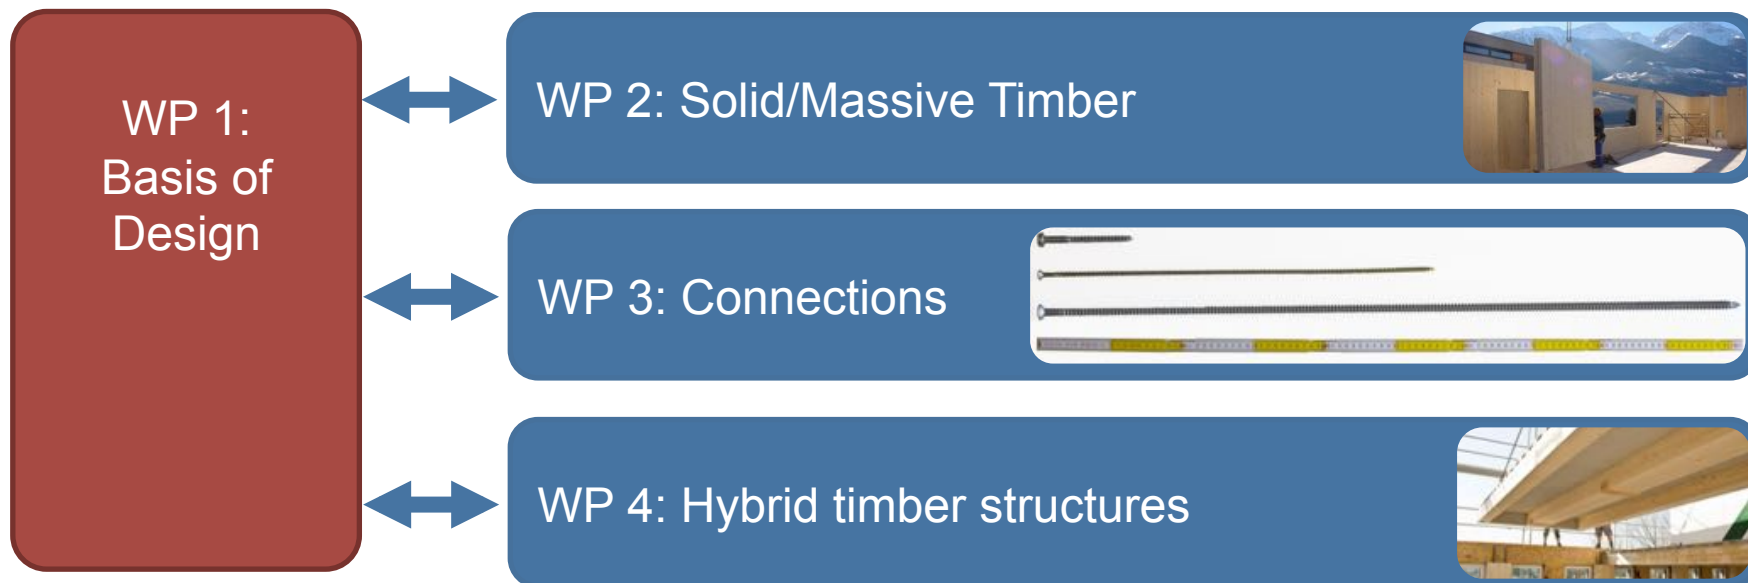 WP 1:
Basis of
Design
WP 2: Solid/Massive Timber
WP 3: Connections
WP 4: Hybrid timber structures